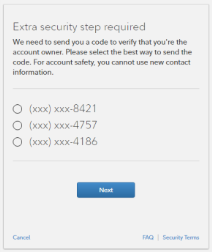 Extra security step required
We need to send you a code to verify that you're the
account owner. Please select the best way to send the
code. For account safety, you cannot use new contact
information.
(xxx) xxx-8421
(xxx) xxx-4757
(xxx) xxx-4186
Next
Cancel
FAQ | Security Terms